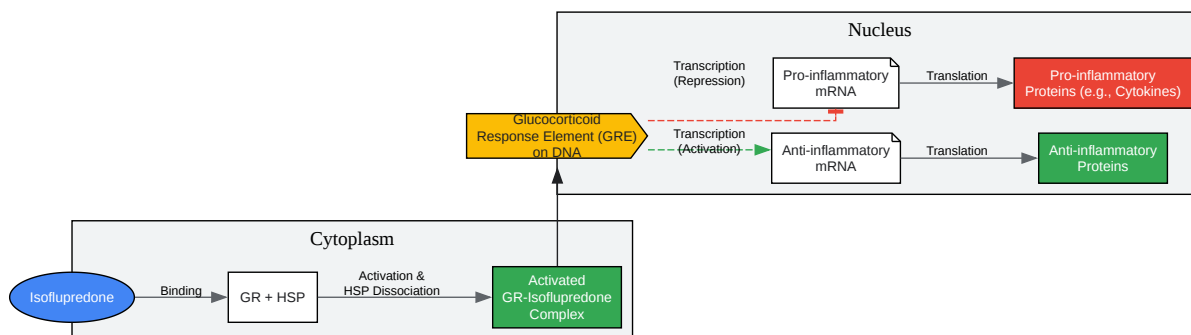 Nucleus
Transcription
(Repression)
Pro-inflammatory
mRNA
Translation
Pro-inflammatory
Proteins (e.g., Cytokines)
Glucocorticoid
Response Element (GRE)
on DNA
Transcription
(Activation)
Anti-inflammatory
mRNA
Translation
Anti-inflammatory
Proteins
Cytoplasm
Isoflupredone
Binding
GR + HSP
Activation &
HSP Dissociation
Activated
GR-Isoflupredone
Complex